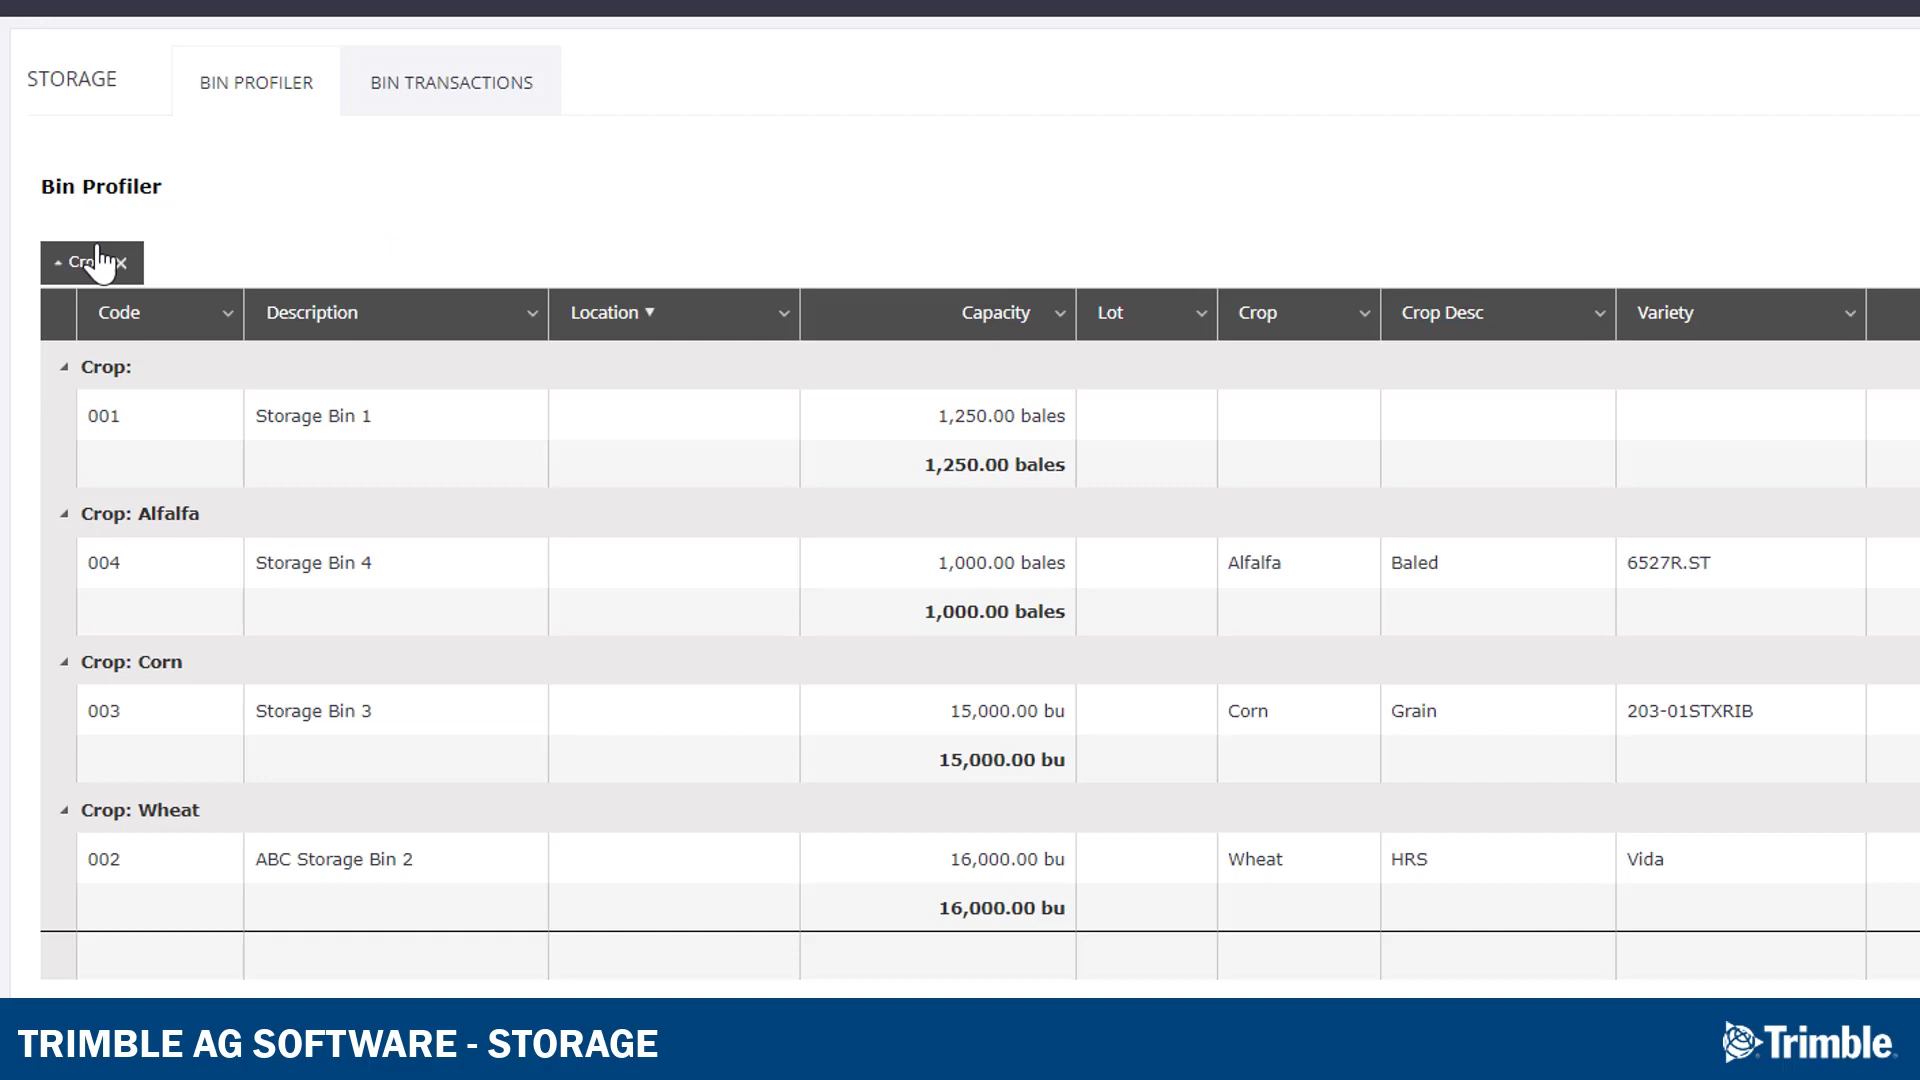 STORAGE BIN PROFILER BIN TRANSACTIONS
Bin Profiler
Code Description Location Capacity Lot Crop Crop Desc Variety
Crop:
001 Storage Bin 1 1,250.00 bales
1,250.00 bales
Crop: Alfalfa
004 Storage Bin 4 1,000.00 bales Alfalfa Baled 6527R.ST
1,000.00 bales
Crop: Corn
003 Storage Bin 3 15,000.00 bu Corn Grain 203-01STXRIB
15,000.00 bu
Crop: Wheat
002 ABC Storage Bin 2 16,000.00 bu Wheat HRS Vida
16,000.00 bu
TRIMBLE AG SOFTWARE - STORAGE Trimble